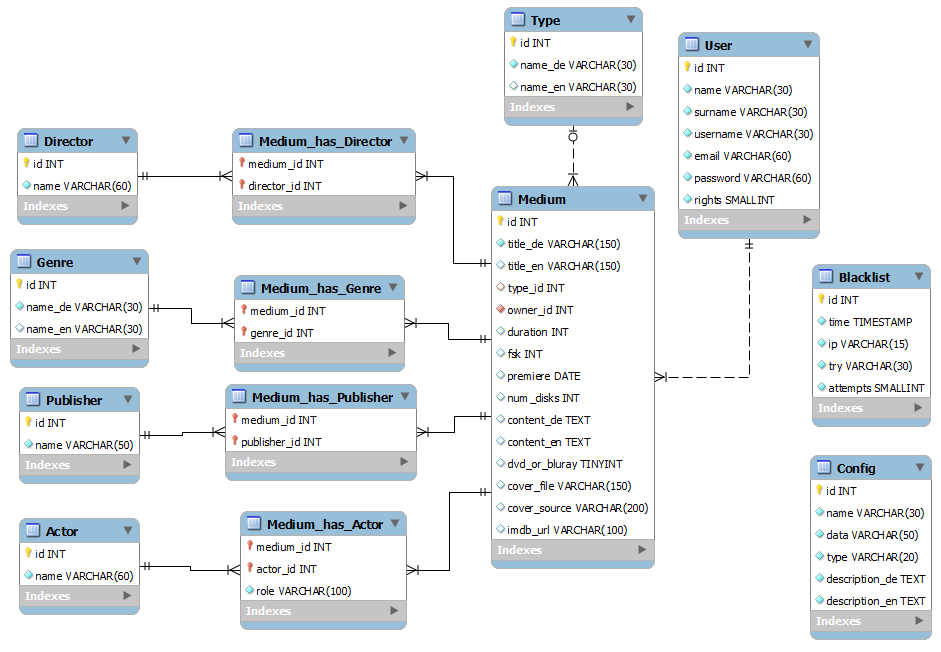 Type
id INT
name_de VARCHAR(30)
name_en VARCHAR(30)
Indexes
User
id INT
name VARCHAR(30)
surname VARCHAR(30)
username VARCHAR(30)
email VARCHAR(60)
password VARCHAR(60)
rights SMALLINT
Indexes
Director
id INT
name VARCHAR(60)
Indexes
Medium_has_Director
medium_id INT
director_id INT
Indexes
Medium
id INT
title_de VARCHAR(150)
title_en VARCHAR(150)
type_id INT
owner_id INT
duration INT
fsk INT
premiere DATE
num_disks INT
content_de TEXT
content_en TEXT
dvd_or_bluray TINYINT
cover_file VARCHAR(150)
cover_source VARCHAR(200)
imdb_url VARCHAR(100)
Indexes
Genre
id INT
name_de VARCHAR(30)
name_en VARCHAR(30)
Indexes
Medium_has_Genre
medium_id INT
genre_id INT
Indexes
Blacklist
id INT
time TIMESTAMP
ip VARCHAR(15)
try VARCHAR(30)
attempts SMALLINT
Indexes
Publisher
id INT
name VARCHAR(50)
Indexes
Medium_has_Publisher
medium_id INT
publisher_id INT
Indexes
Config
id INT
name VARCHAR(30)
data VARCHAR(50)
type VARCHAR(20)
description_de TEXT
description_en TEXT
Indexes
Actor
id INT
name VARCHAR(60)
Indexes
Medium_has_Actor
medium_id INT
actor_id INT
role VARCHAR(100)
Indexes